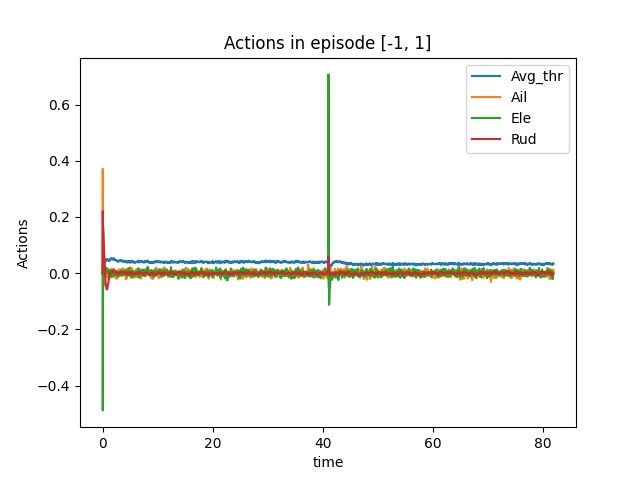 Actions in episode [-1, 1]
Avg_thr
Ail
Ele
Rud
Actions
0.6
0.4
0.2
0.0
−0.2
−0.4
0
20
40
60
80
time